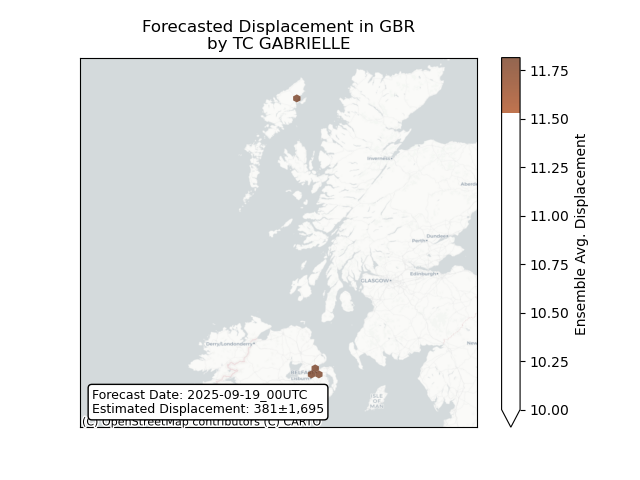 Forecasted Displacement in GBR
by TC GABRIELLE
Inverness•
Dundee•
Perth•
Edinburgh•
GLASGOW•
Derry/Londonderry•
ISLE
OF
MAN
Forecast Date: 2025-09-19_00UTC
Estimated Displacement: 381±1,695
(C) OpenStreetMap contributors (C) CARTO
11.75
11.50
11.25
11.00
10.75
10.50
10.25
10.00
Ensemble Avg. Displacement